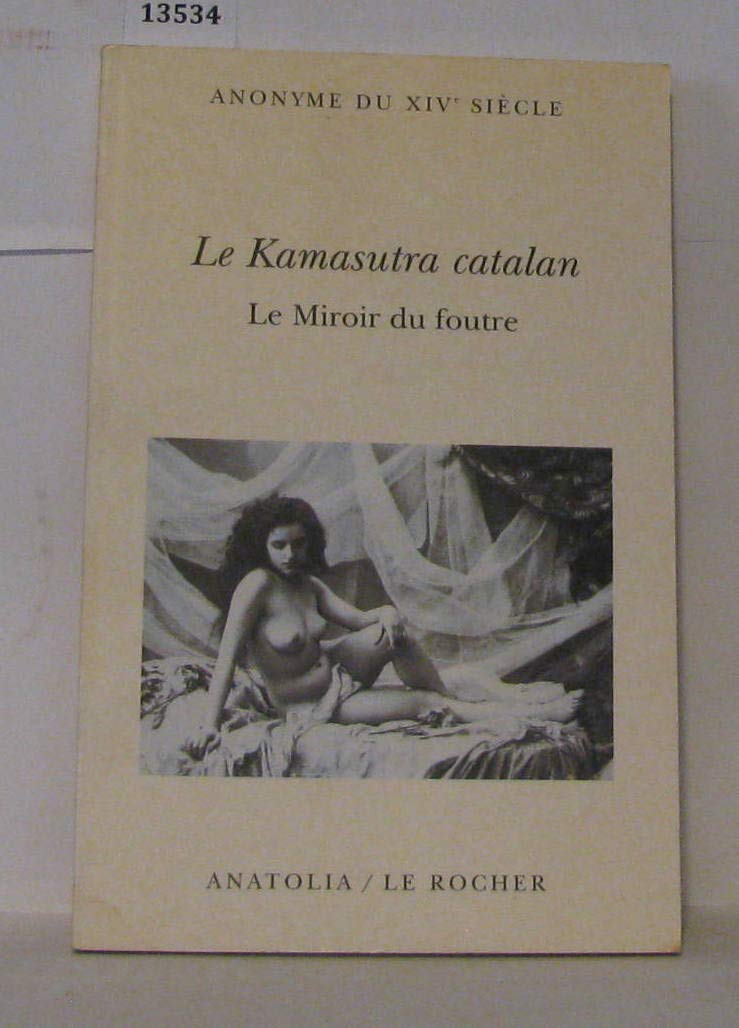 13534
ANONYME DU XIVᵉ SIÈCLE
Le Kamasutra catalan
Le Miroir du foutre
ANATOLIA / LE ROCHER